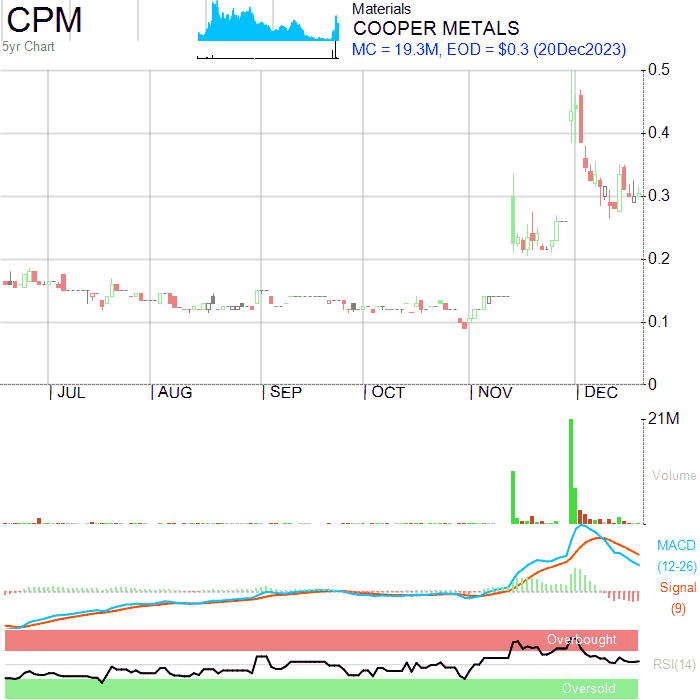 CPM
5yr Chart
Materials
COOPER METALS
MC = 19.3M, EOD = $0.3 (20Dec2023)
0.5
0.4
0.3
0.2
0.1
0
JUL AUG SEP OCT NOV DEC
21M
Volume
MACD
(12-26)
Signal
(9)
Overbought
RSI(14)
Oversold